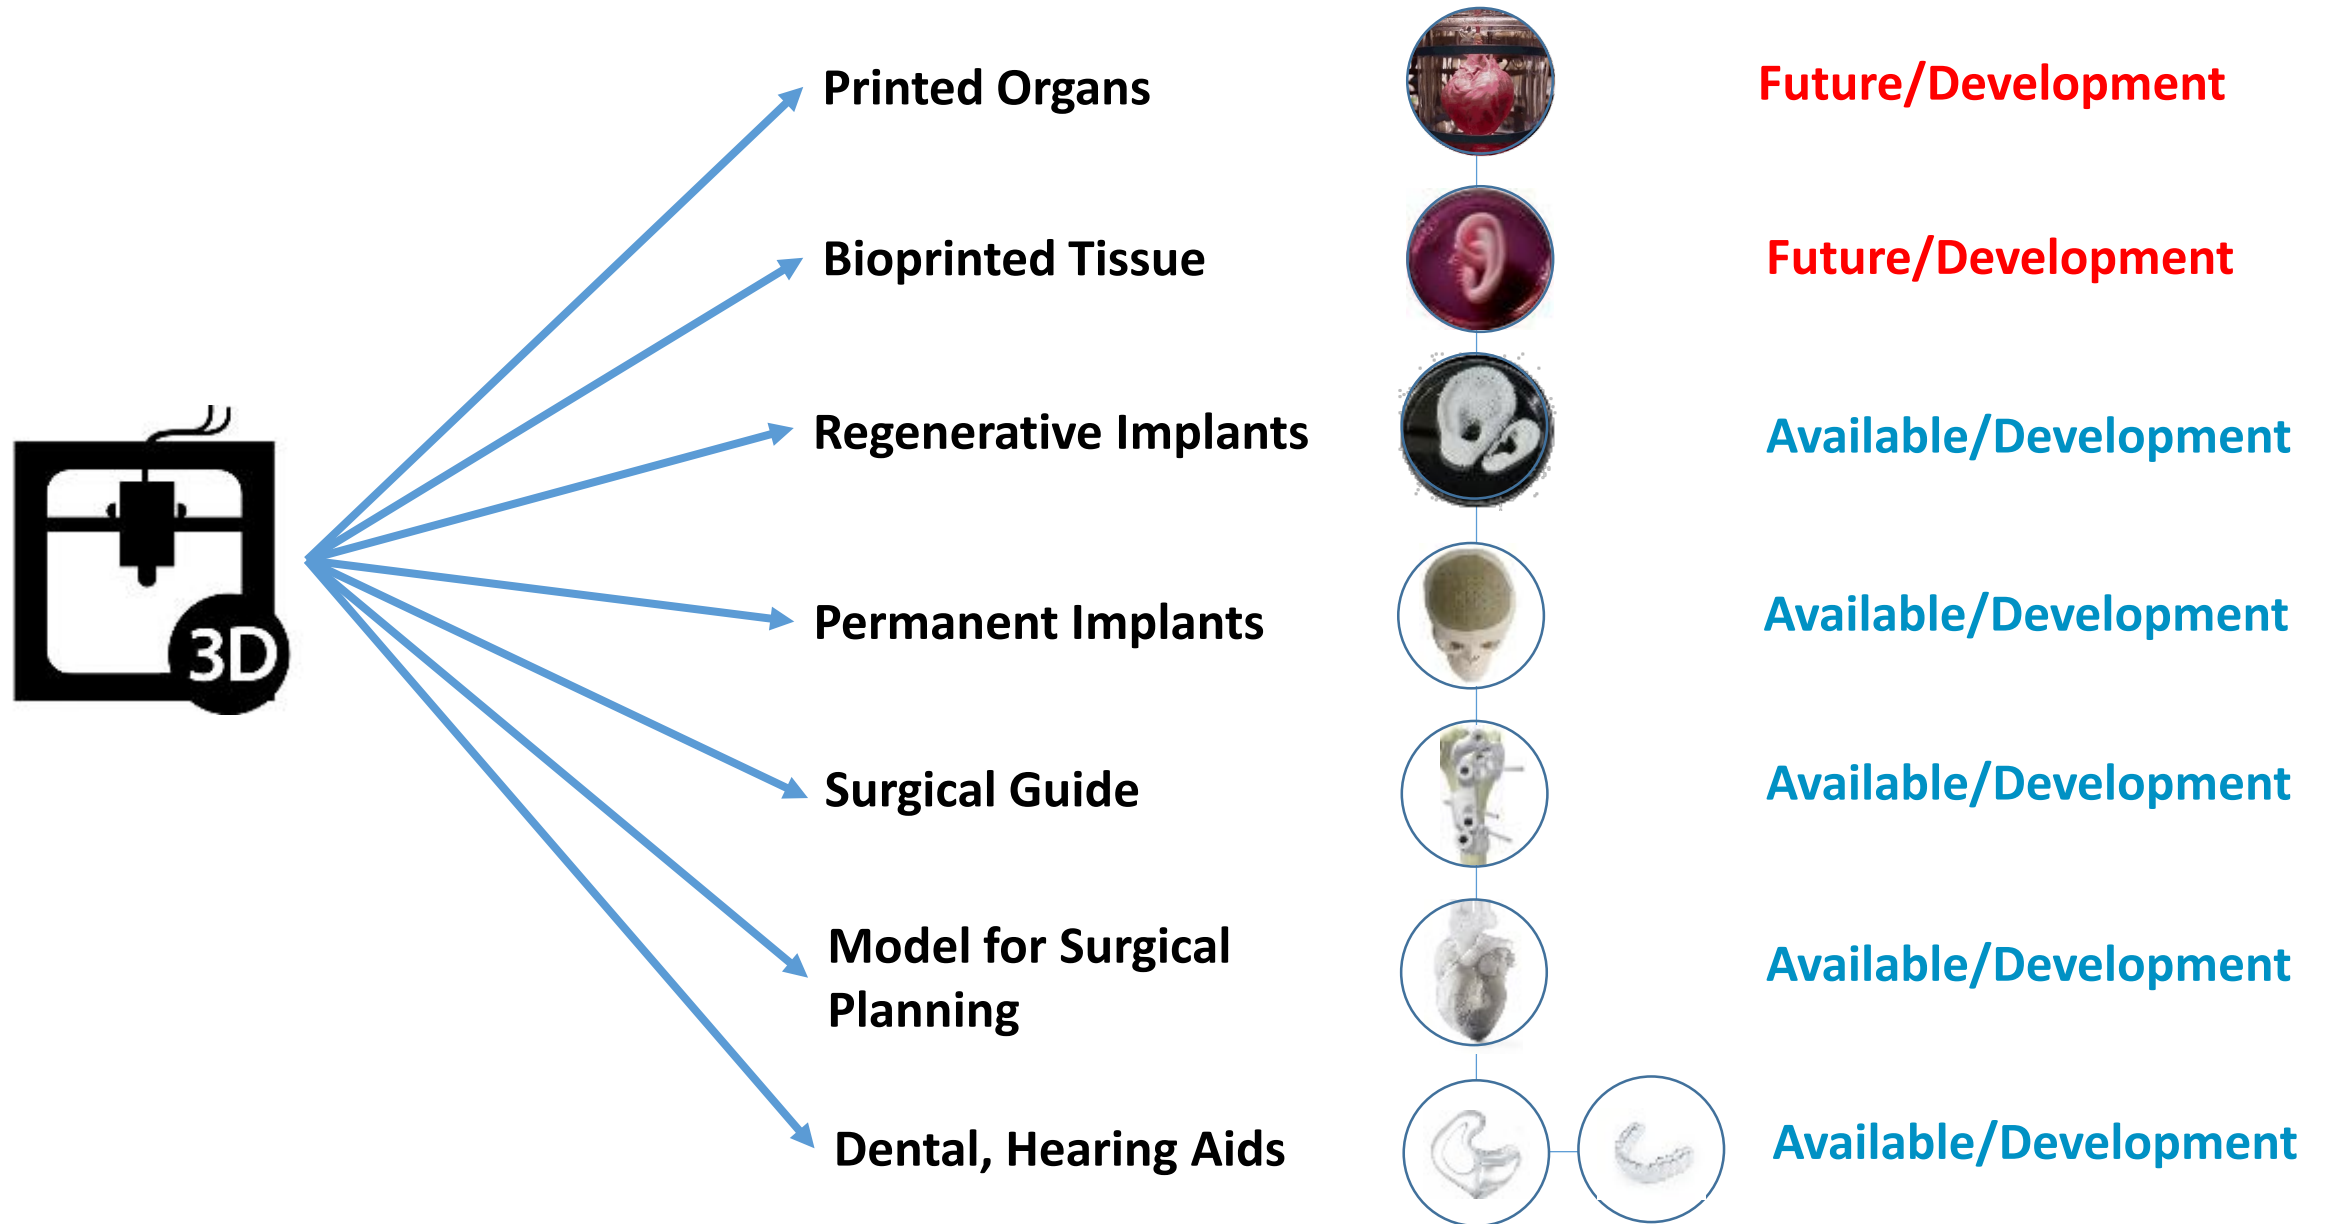 Printed Organs
Future/Development
Bioprinted Tissue
Future/Development
Regenerative Implants
Available/Development
3D
Permanent Implants
Available/Development
Surgical Guide
Available/Development
Model for Surgical
Planning
Available/Development
Dental, Hearing Aids
Available/Development